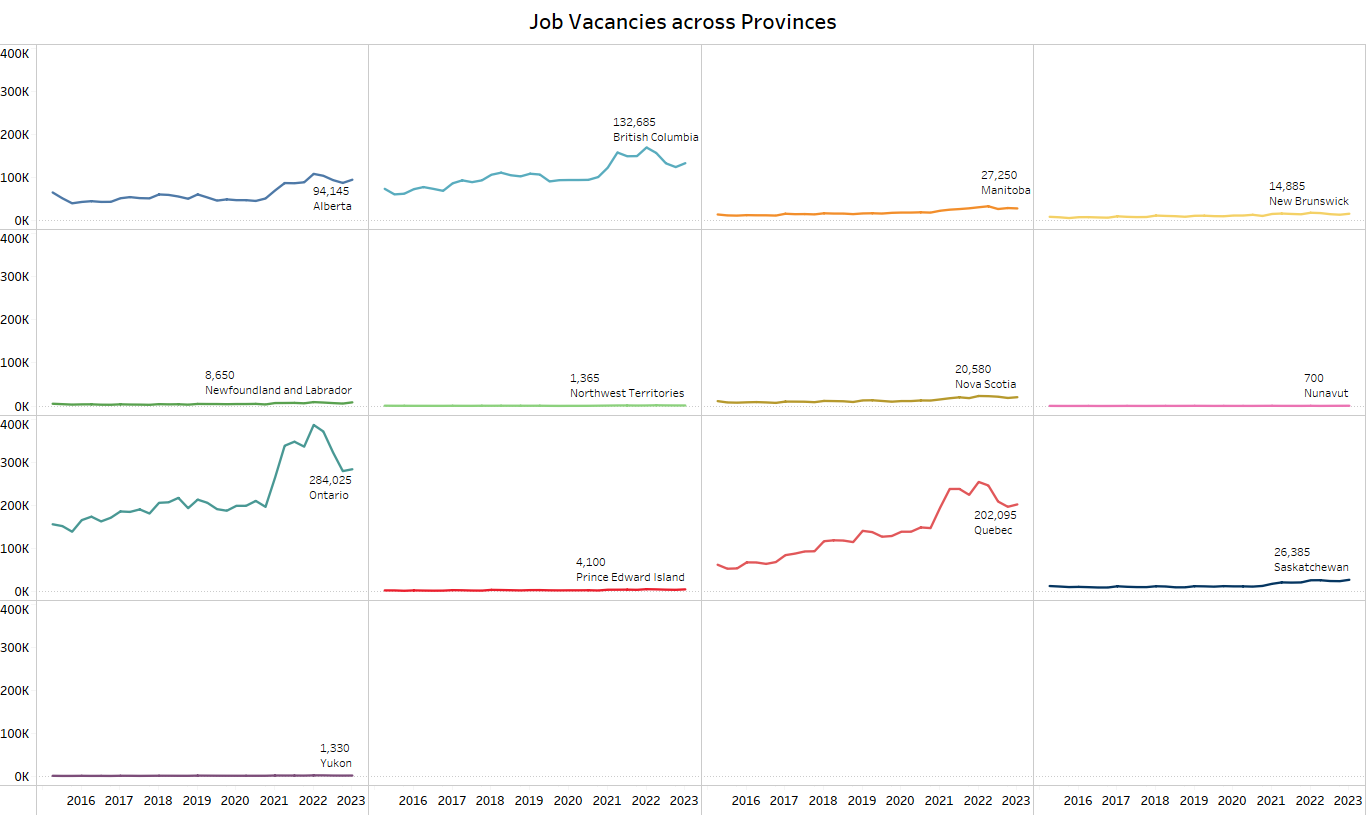 Job Vacancies across Provinces
400K
300K
200K
100K
0K
94,145
Alberta
132,685
British Columbia
27,250
Manitoba
14,885
New Brunswick
400K
300K
200K
100K
0K
8,650
Newfoundland and Labrador
1,365
Northwest Territories
20,580
Nova Scotia
700
Nunavut
400K
300K
200K
100K
0K
284,025
Ontario
4,100
Prince Edward Island
202,095
Quebec
26,385
Saskatchewan
400K
300K
200K
100K
0K
1,330
Yukon
2016 2017 2018 2019 2020 2021 2022 2023
2016 2017 2018 2019 2020 2021 2022 2023
2016 2017 2018 2019 2020 2021 2022 2023
2016 2017 2018 2019 2020 2021 2022 2023